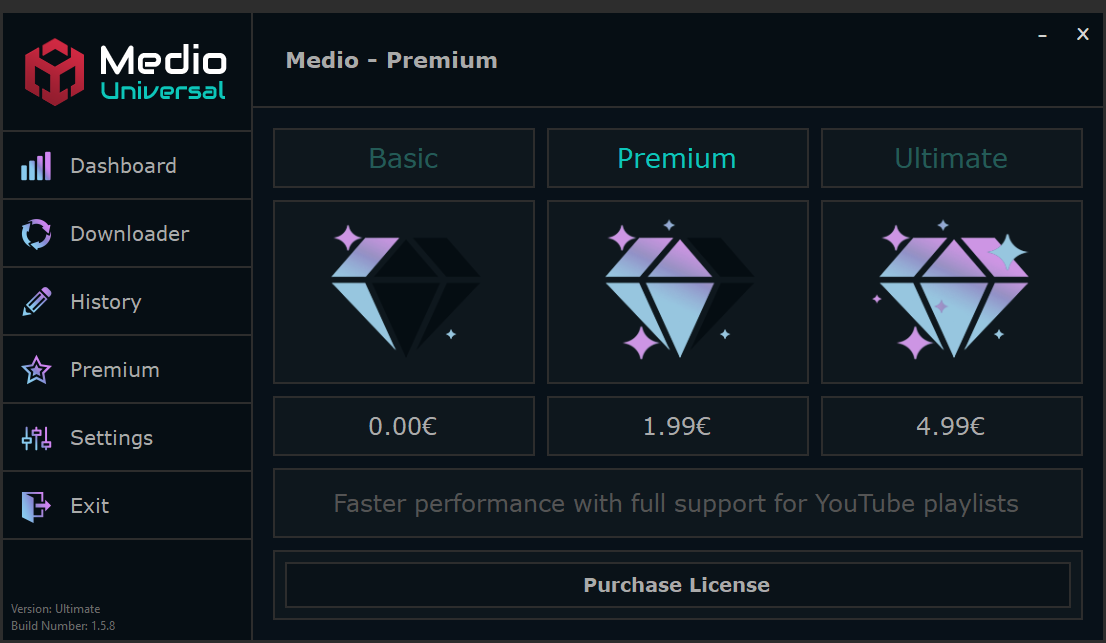 Medio
Universal
Medio - Premium
Dashboard
Downloader
History
Premium
Settings
Exit
Version: Ultimate
Build Number: 1.5.8
Basic
Premium
Ultimate
0.00€
1.99€
4.99€
Faster performance with full support for YouTube playlists
Purchase License